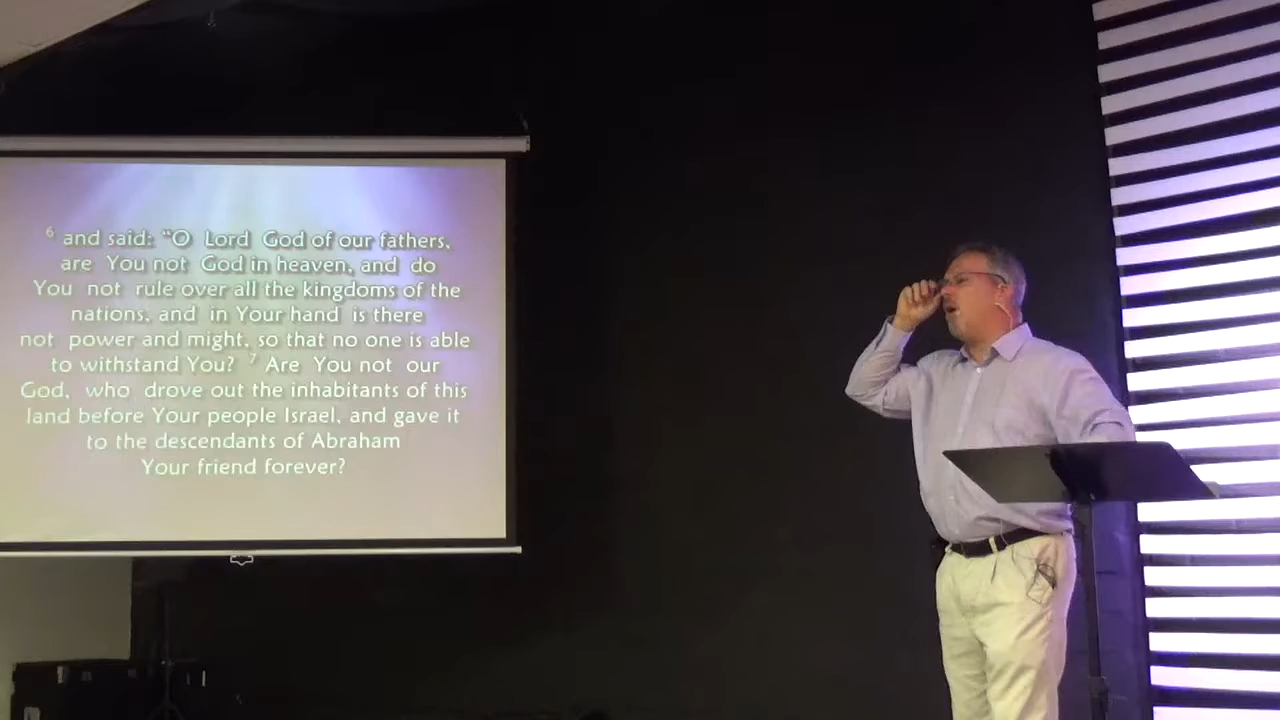 6 and said: “O Lord God of our fathers,
are You not God in heaven, and do
You not rule over all the kingdoms of the
nations, and in Your hand is there
not power and might, so that no one is able
to withstand You? 7 Are You not our
God, who drove out the inhabitants of this
land before Your people Israel, and gave it
to the descendants of Abraham
Your friend forever?